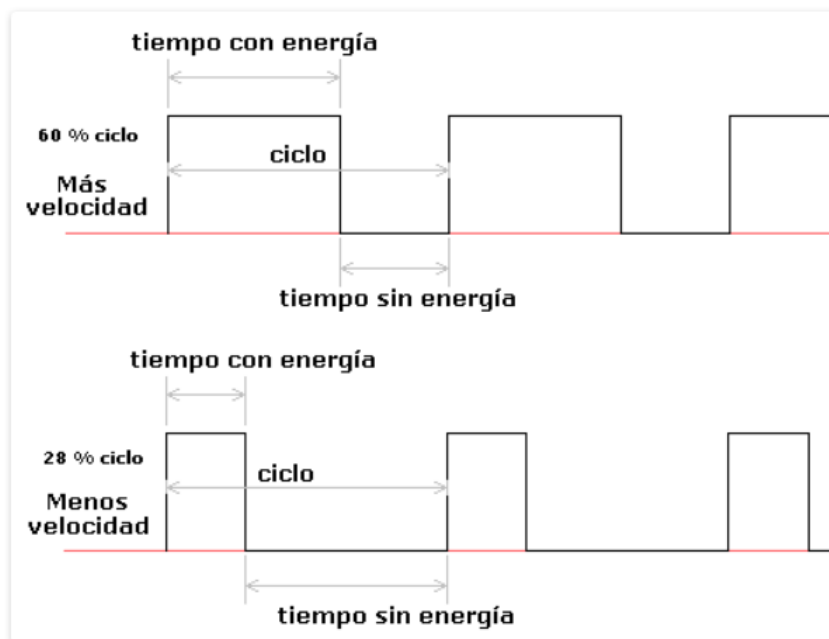 tiempo con energía
60 % ciclo
ciclo
Más
velocidad
tiempo sin energía
tiempo con energía
28 % ciclo
ciclo
Menos
velocidad
tiempo sin energía